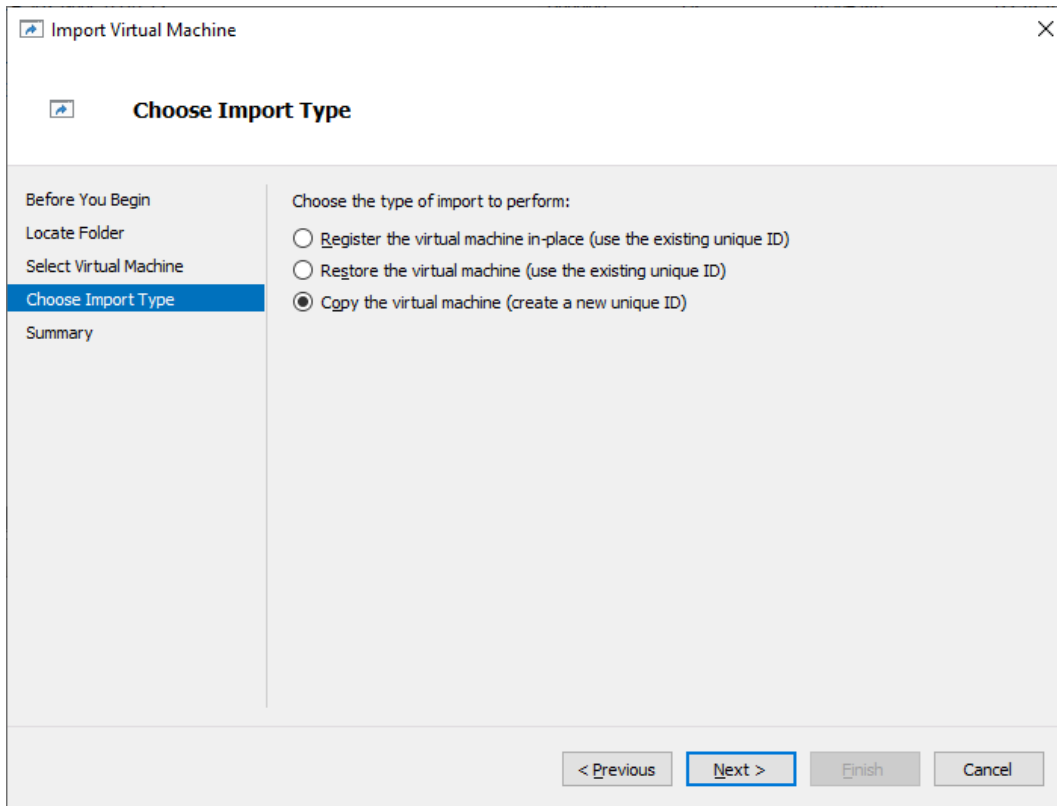 Import Virtual Machine
Choose Import Type
Before You Begin
Locate Folder
Select Virtual Machine
Choose Import Type
Summary
Choose the type of import to perform:
Register the virtual machine in-place (use the existing unique ID)
Restore the virtual machine (use the existing unique ID)
Copy the virtual machine (create a new unique ID)
< Previous
Next >
Finish
Cancel